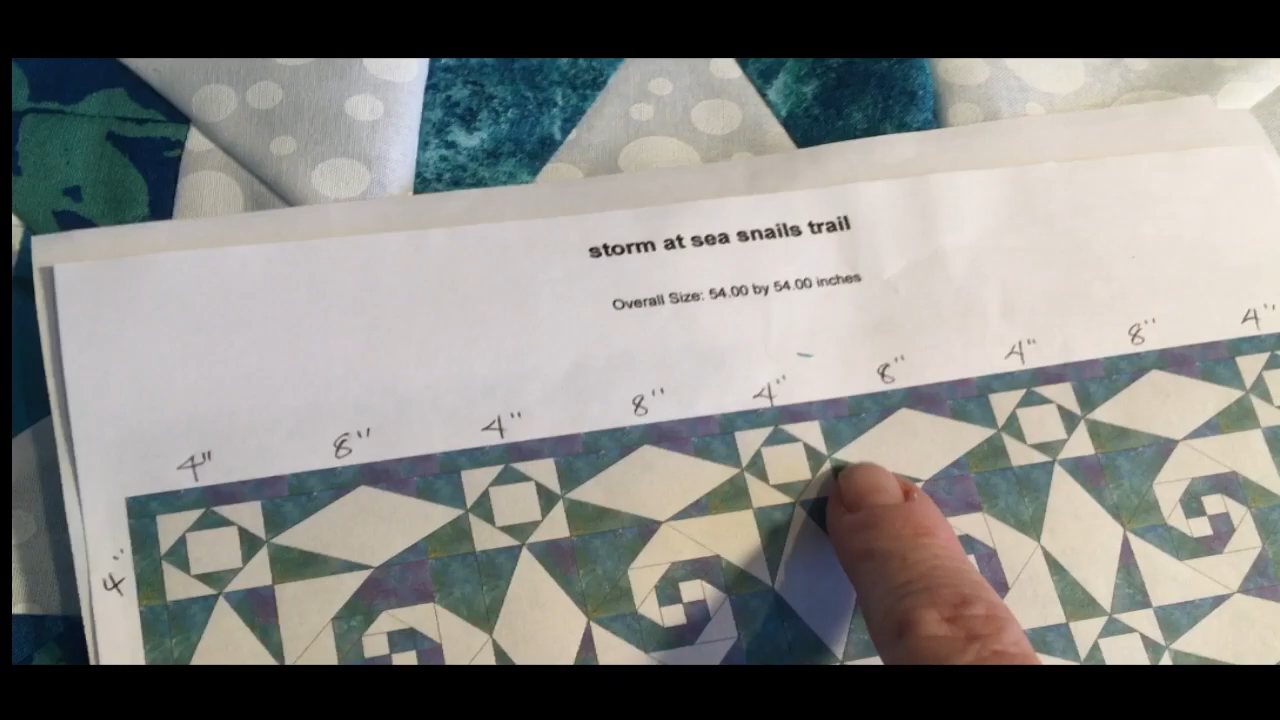 storm at sea snails trail
Overall Size: 54.00 by 54.00 inches
4" 8" 4" 8" 4" 8" 4" 8" 4"
4"